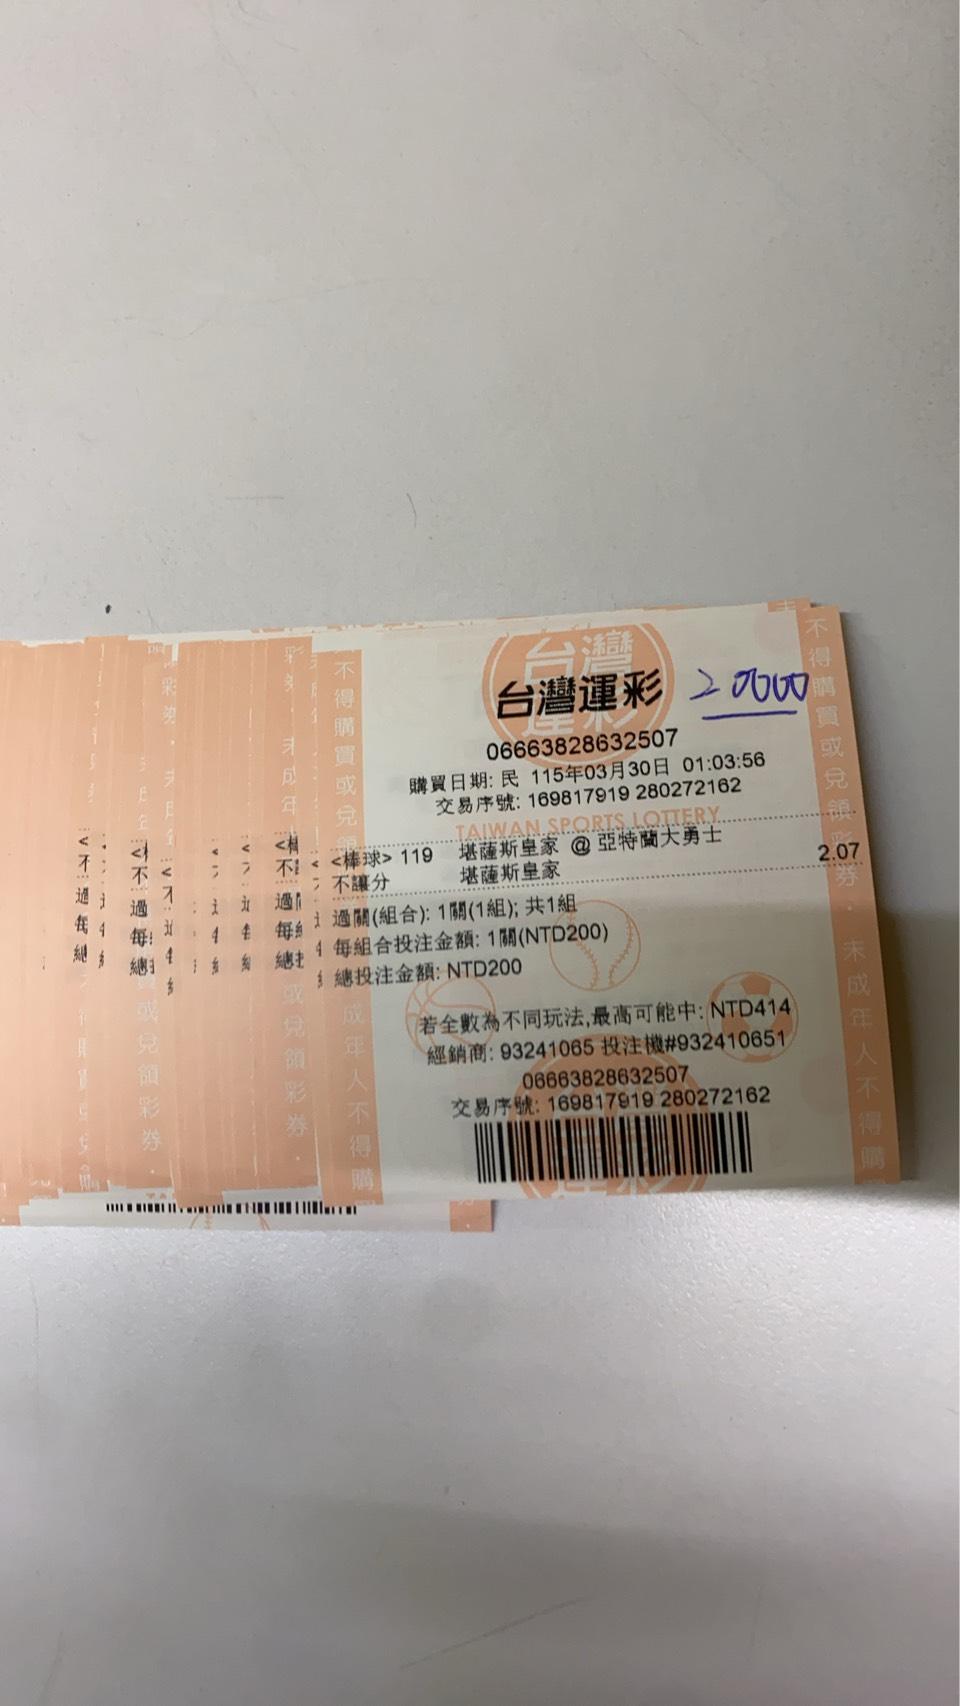 台灣運彩
20000
06663828632507
購買日期: 民 115年03月30日 01:03:56
交易序號: 169817919 280272162
TAIWAN SPORTS LOTTERY
<棒球> 119 堪薩斯皇家 @ 亞特蘭大勇士
不讓分 堪薩斯皇家 2.07
過關(組合): 1關(1組); 共1組
每組合投注金額: 1關(NTD200)
總投注金額: NTD200
若全數為不同玩法,最高可能中: NTD414
經銷商: 93241065 投注機#932410651
06663828632507
交易序號: 169817919 280272162
不得購買或兌領彩券．未成年人不得購